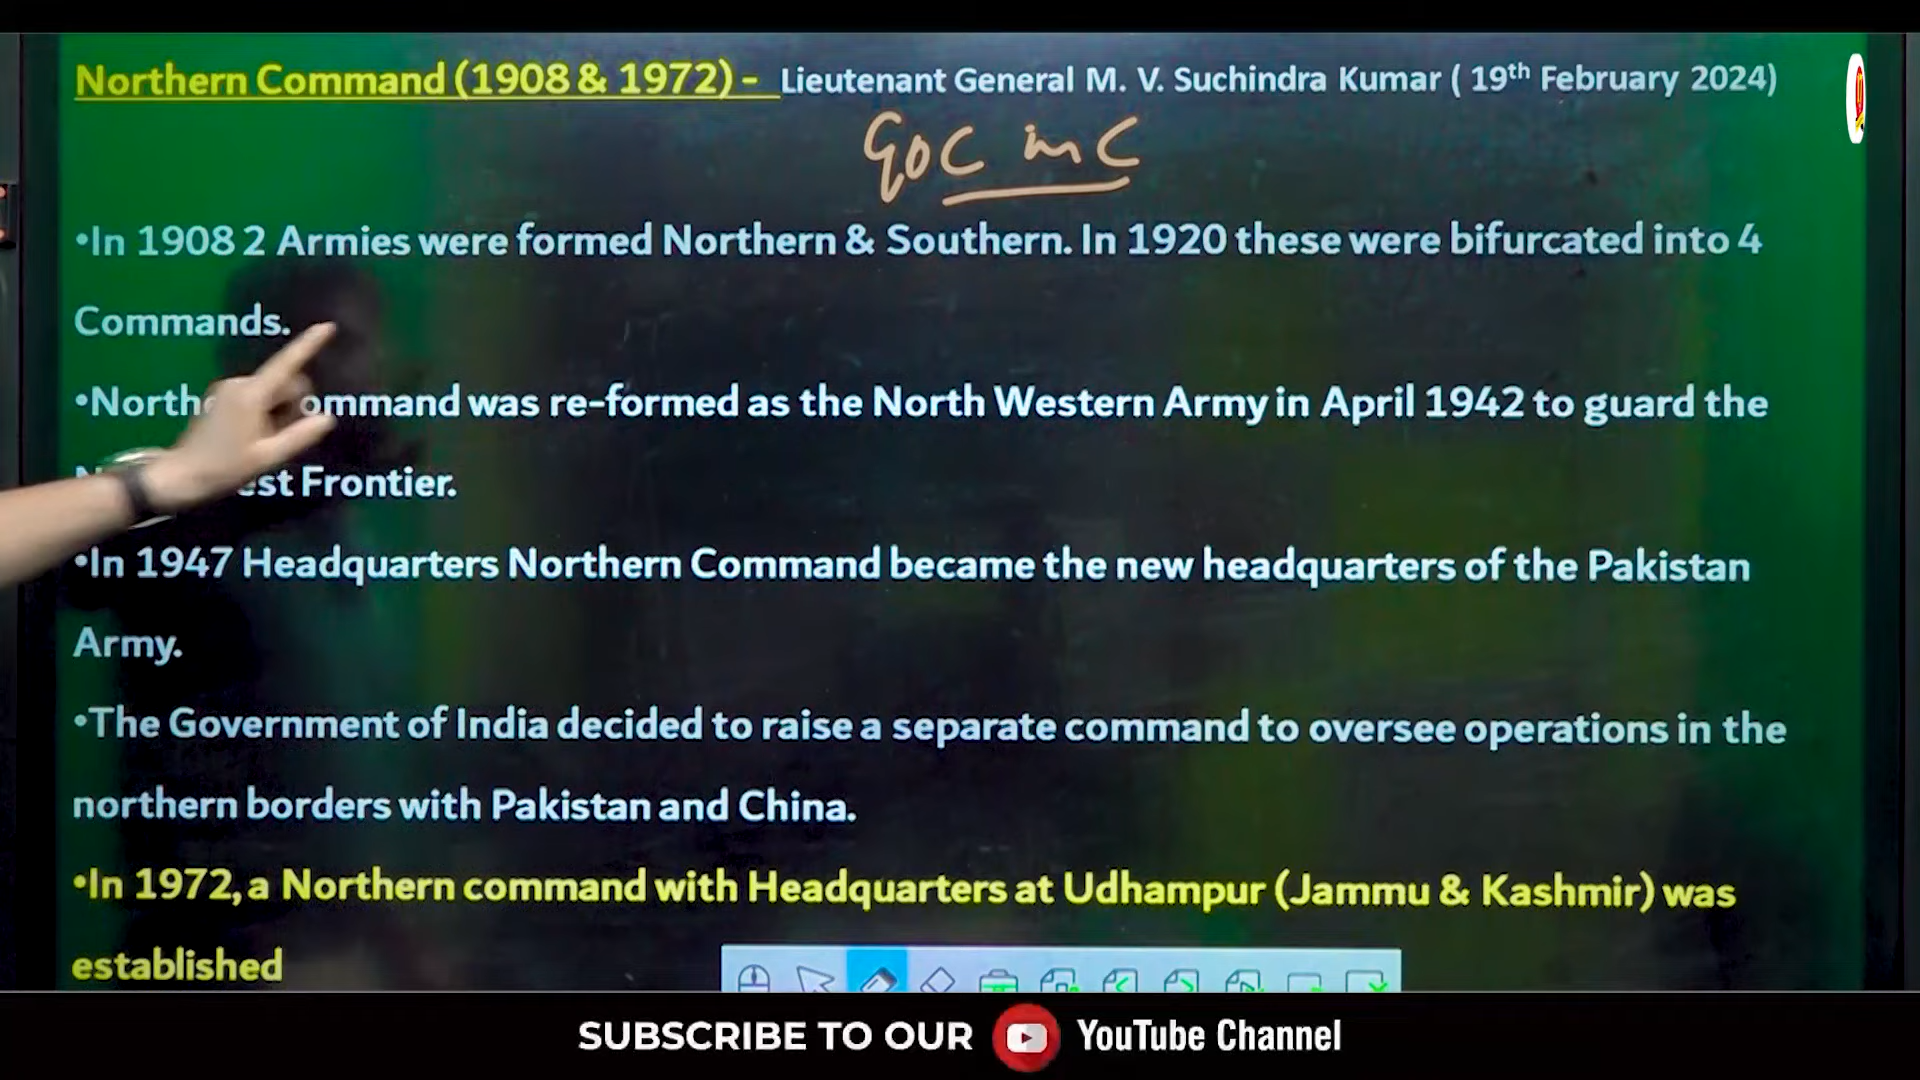 Northern Command (1908 & 1972) - Lieutenant General M. V. Suchindra Kumar ( 19th February 2024)
GOC in C
•In 1908 2 Armies were formed Northern & Southern. In 1920 these were bifurcated into 4
Commands.
•North ommand was re-formed as the North Western Army in April 1942 to guard the
est Frontier.
•In 1947 Headquarters Northern Command became the new headquarters of the Pakistan
Army.
•The Government of India decided to raise a separate command to oversee operations in the
northern borders with Pakistan and China.
•In 1972, a Northern command with Headquarters at Udhampur (Jammu & Kashmir) was
established
SUBSCRIBE TO OUR YouTube Channel